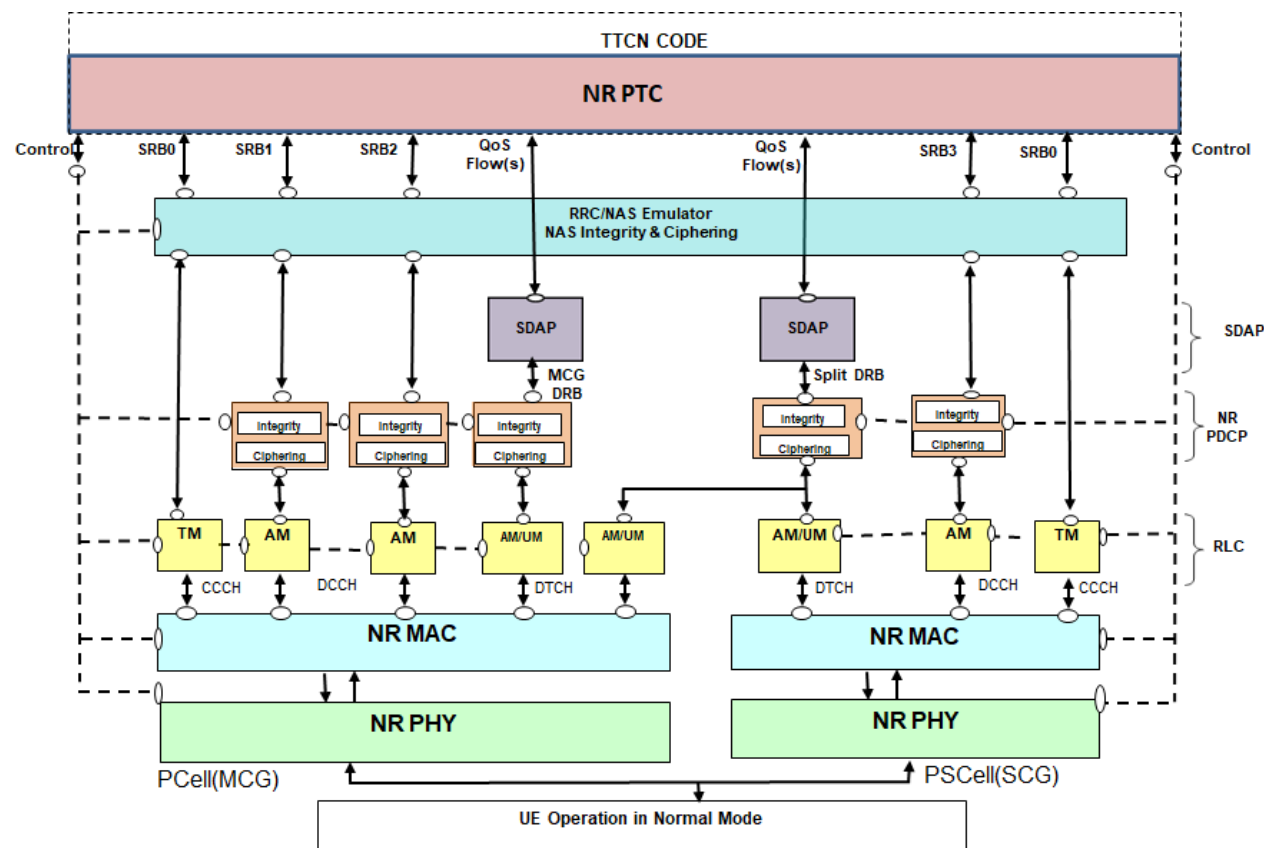 TTCN CODE
NR PTC
Control
SRB0
SRB1
SRB2
QoS
Flow(s)
QoS
Flow(s)
SRB3
SRB0
Control
RRC/NAS Emulator
NAS Integrity & Ciphering
SDAP
SDAP
SDAP
MCG
DRB
Split DRB
Integrity
Ciphering
Integrity
Ciphering
Integrity
Ciphering
Integrity
Ciphering
Integrity
Ciphering
NR
PDCP
TM
AM
AM
AM/UM
AM/UM
AM/UM
AM
TM
RLC
CCCH
DCCH
DTCH
DTCH
DCCH
CCCH
NR MAC
NR MAC
NR PHY
NR PHY
PCell(MCG)
PSCell(SCG)
UE Operation in Normal Mode